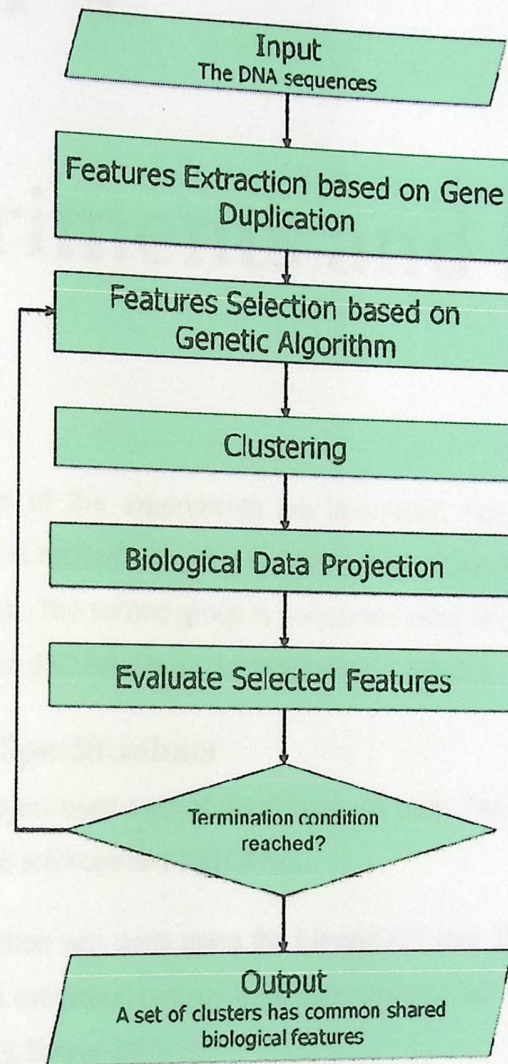 Input
The DNA sequences
Features Extraction based on Gene
Duplication
Features Selection based on
Genetic Algorithm
Clustering
Biological Data Projection
Evaluate Selected Features
Termination condition
reached?
Output
A set of clusters has common shared
biological features